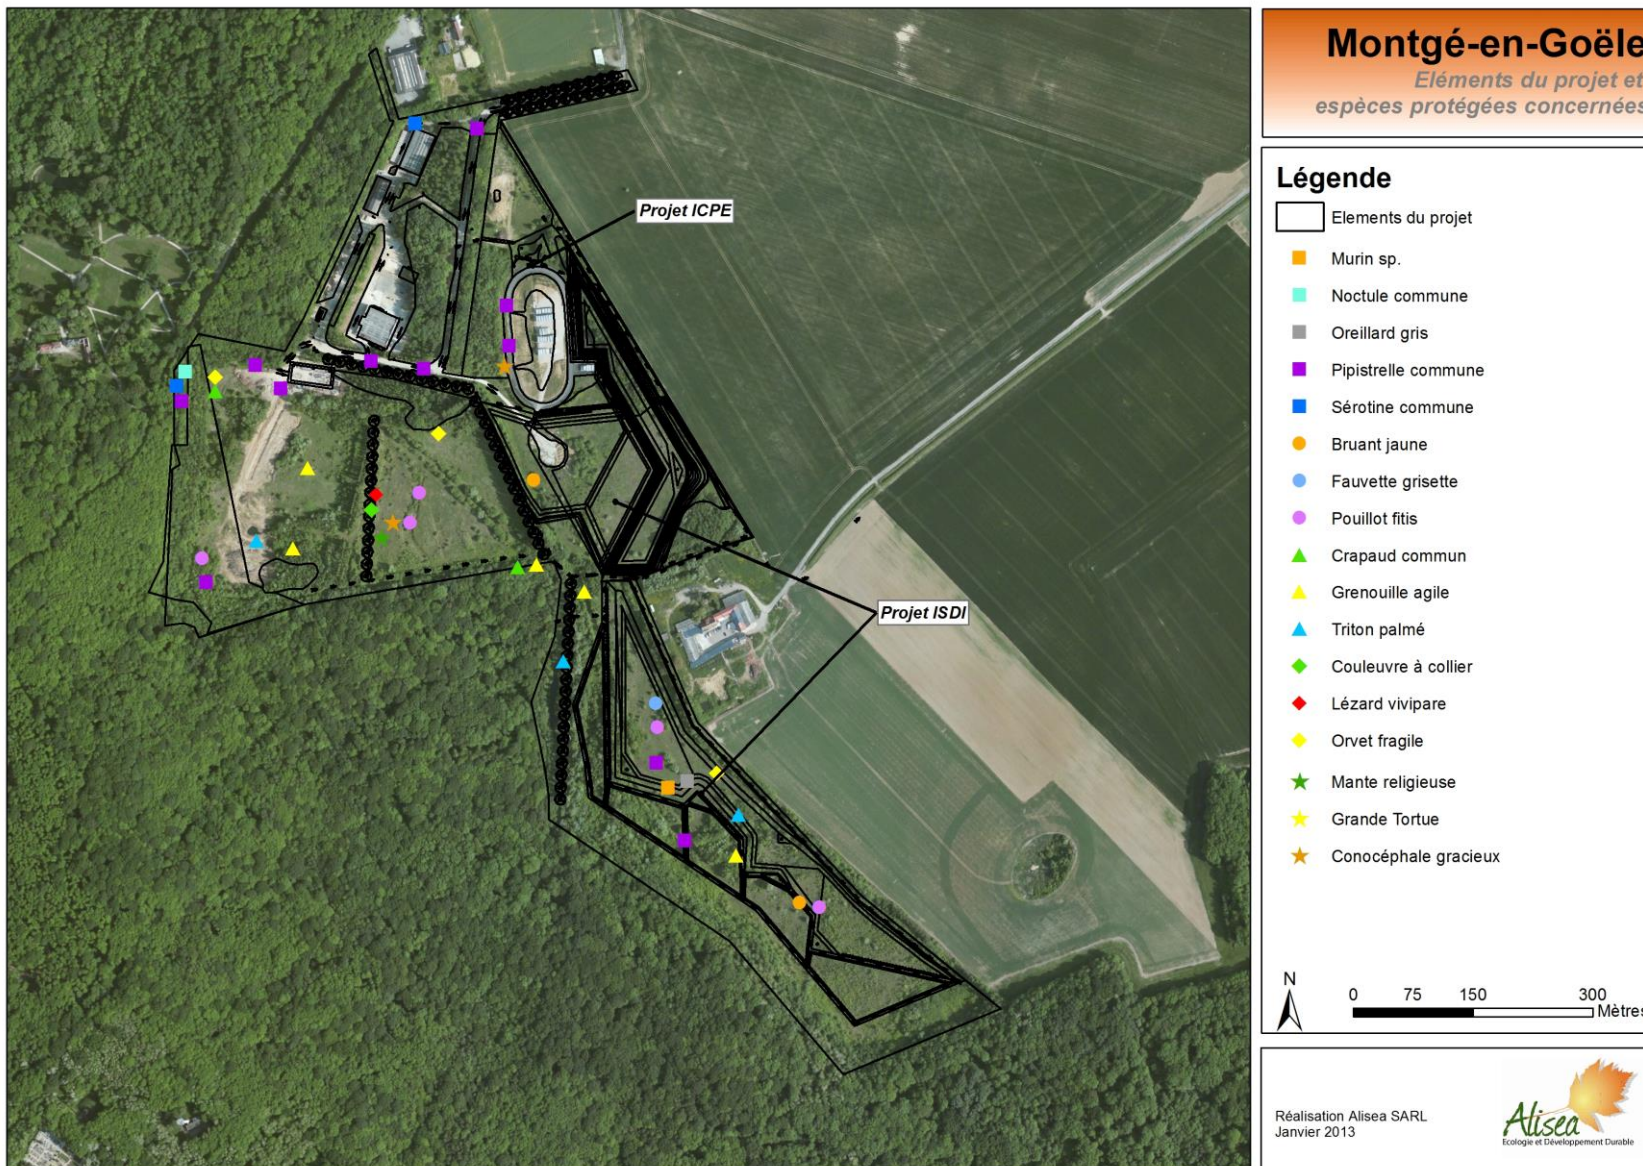 Montgé-en-Goële
Eléments du projet et
espèces protégées concernées
Légende
Elements du projet
Murin sp.
Noctule commune
Oreillard gris
Pipistrelle commune
Sérotine commune
Bruant jaune
Fauvette grisette
Pouillot fitis
Crapaud commun
Grenouille agile
Triton palmé
Couleuvre à collier
Lézard vivipare
Orvet fragile
Mante religieuse
Grande Tortue
Conocéphale gracieux
N
0 75 150 300
Mètres
Réalisation Alisea SARL
Janvier 2013
Alisea
Ecologie et Développement Durable
Projet ICPE
Projet ISDI